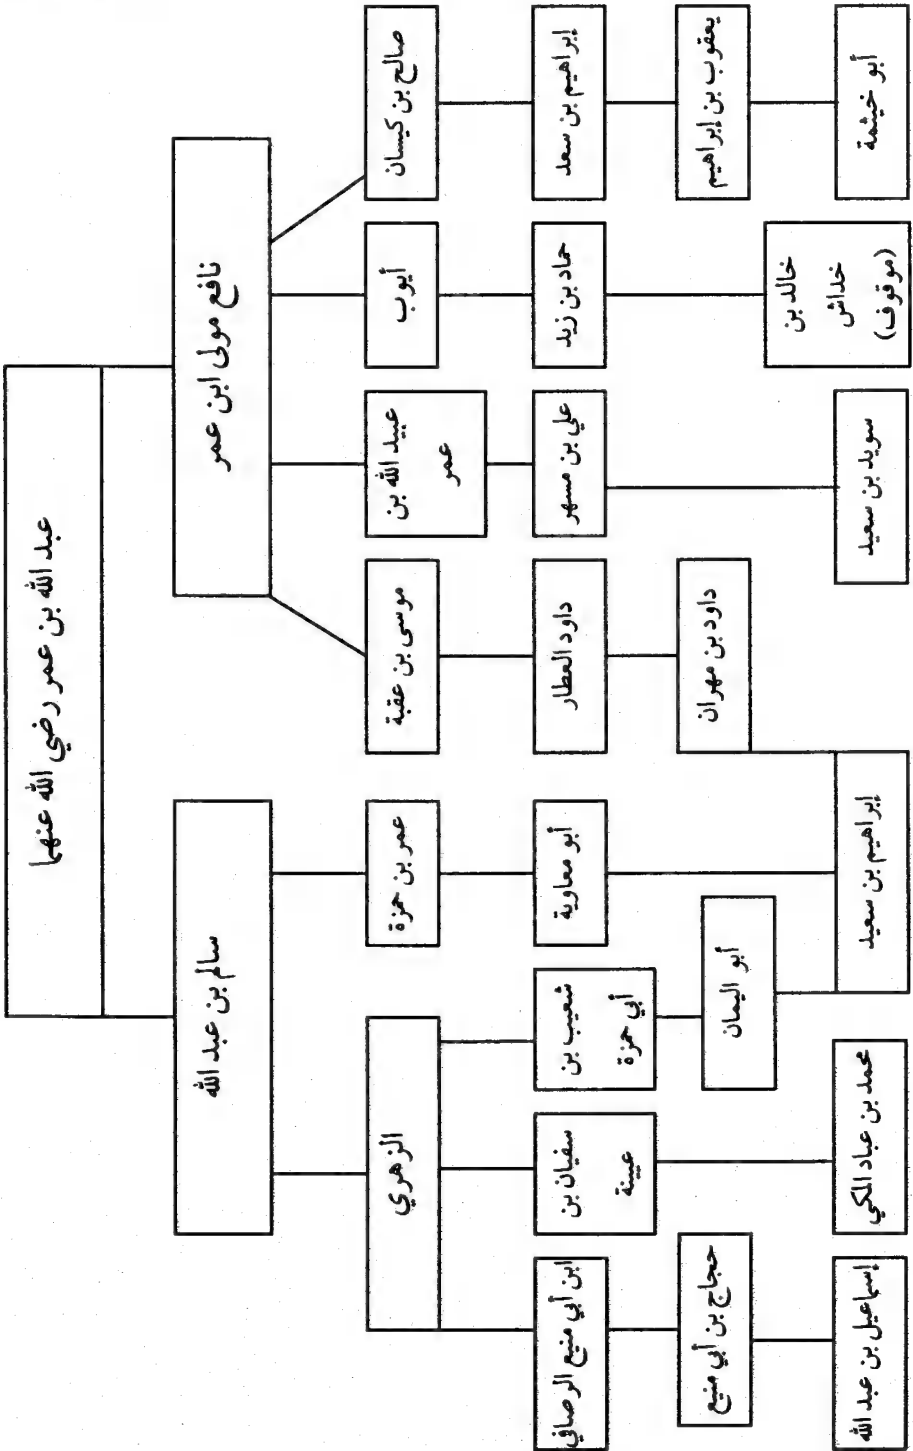 عبد الله بن عمر رضي الله عنهما
نافع مولى ابن عمر
سالم بن عبد الله
صالح بن كيسان
أيوب
عبيد الله بن
عمر
موسى بن عقبة
عمر بن حمزة
الزهري
إبراهيم بن سعد
حماد بن زيد
علي بن مسهر
داود العطار
أبو معاوية
شعيب بن
أبي حمزة
سفيان بن
عيينة
ابن أبي منيع الرصافي
يعقوب بن إبراهيم
داود بن مهران
أبو اليمان
حجاج بن أبي منيع
أبو خيثمة
خالد بن
خداش
(موقوف)
سويد بن سعيد
إبراهيم بن سعيد
محمد بن عباد المكي
إسماعيل بن عبد الله